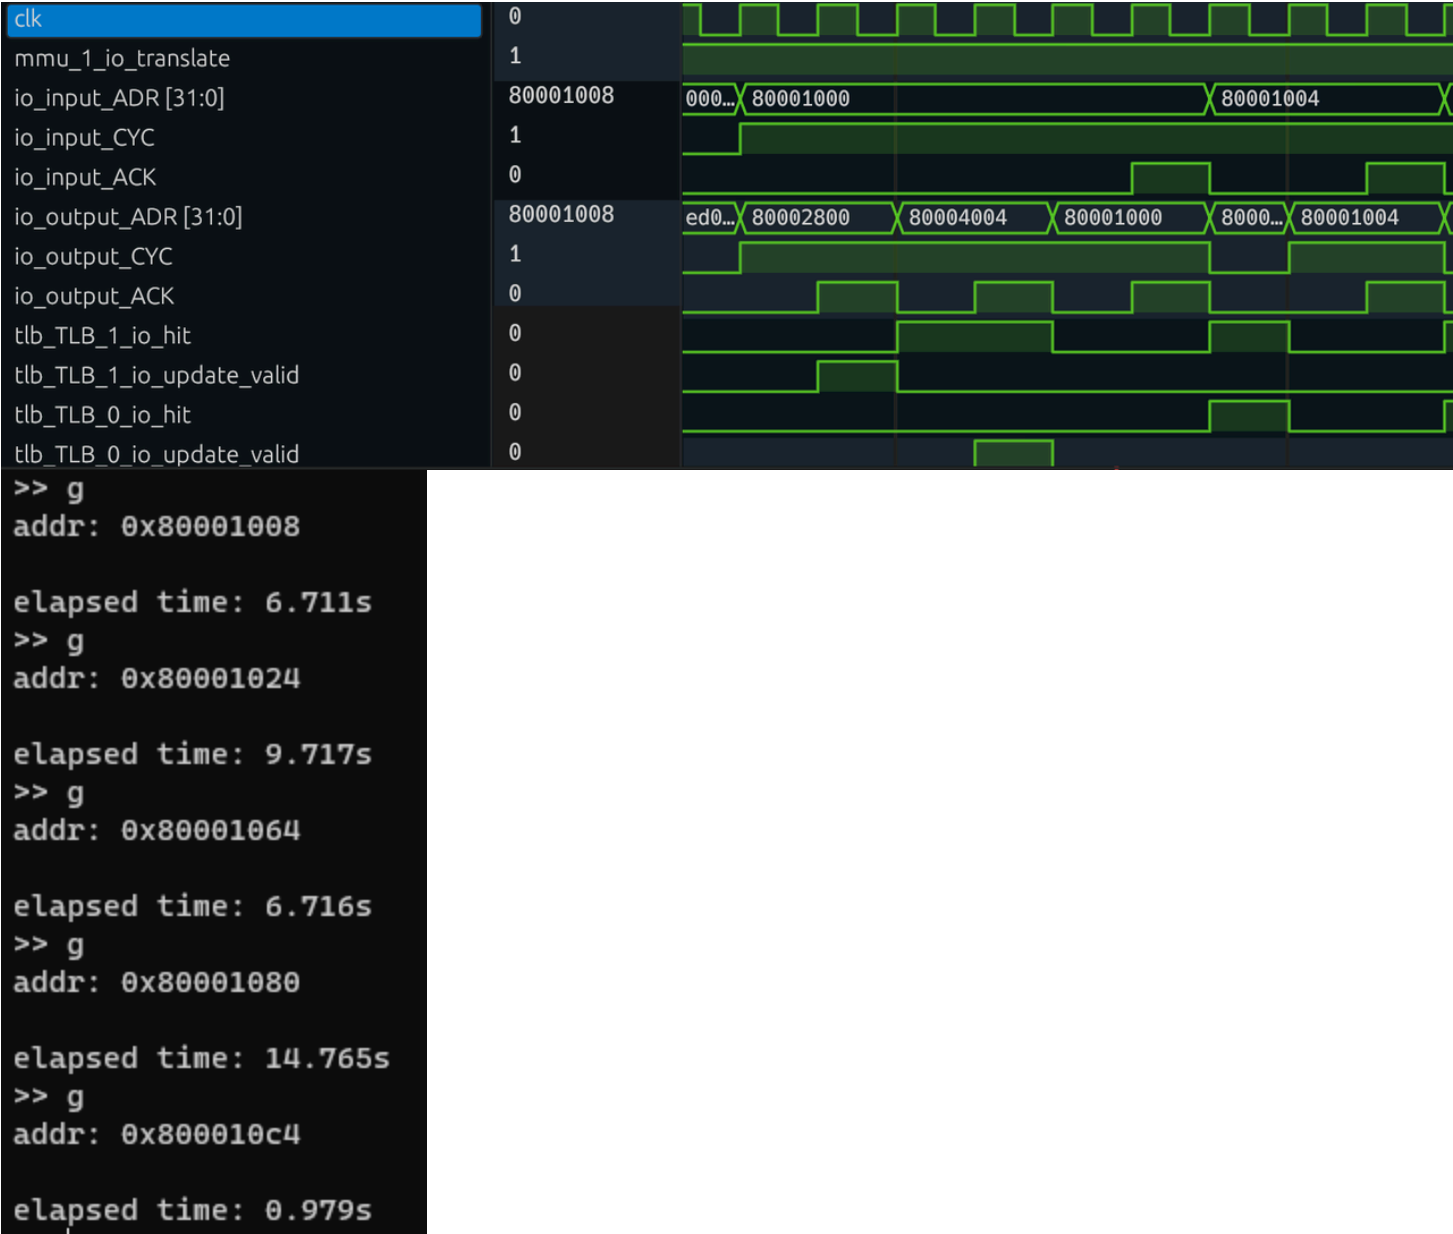 clk 0
mmu_1_io_translate 1
io_input_ADR [31:0] 80001008 000… 80001000 80001004
io_input_CYC 1
io_input_ACK 0
io_output_ADR [31:0] 80001008 ed0… 80002800 80004004 80001000 8000… 80001004
io_output_CYC 1
io_output_ACK 0
tlb_TLB_1_io_hit 0
tlb_TLB_1_io_update_valid 0
tlb_TLB_0_io_hit 0
tlb_TLB_0_io_update_valid 0
>> g
addr: 0x80001008
elapsed time: 6.711s
>> g
addr: 0x80001024
elapsed time: 9.717s
>> g
addr: 0x80001064
elapsed time: 6.716s
>> g
addr: 0x80001080
elapsed time: 14.765s
>> g
addr: 0x800010c4
elapsed time: 0.979s